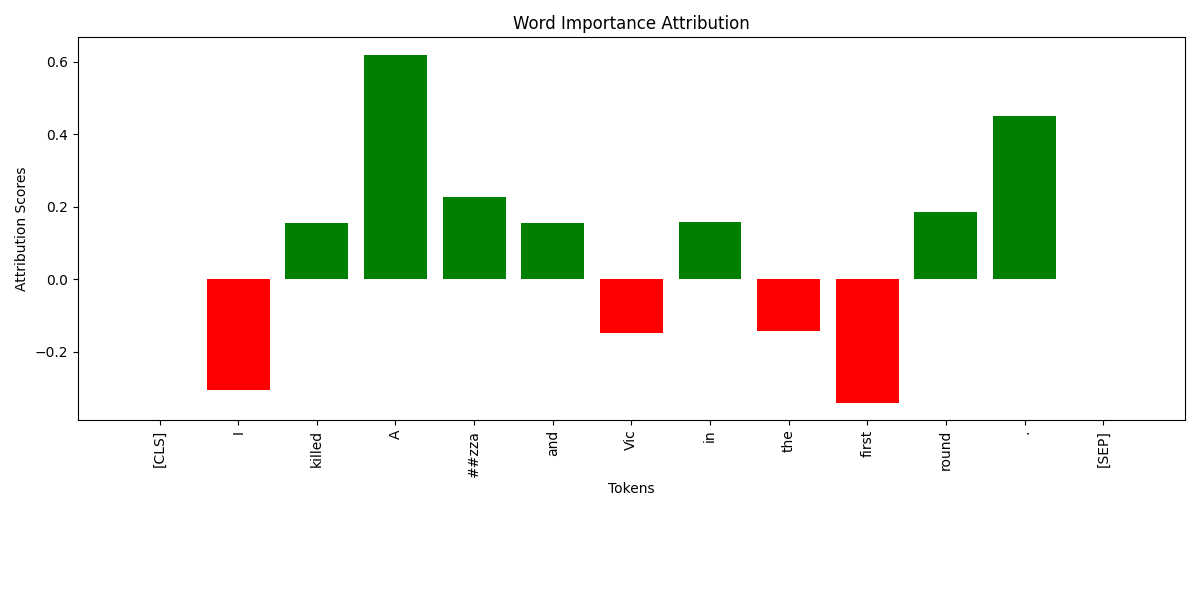 Word Importance Attribution
Attribution Scores
0.6
0.4
0.2
0.0
−0.2
[CLS]
I
killed
A
##zza
and
Vic
in
the
first
round
.
[SEP]
Tokens